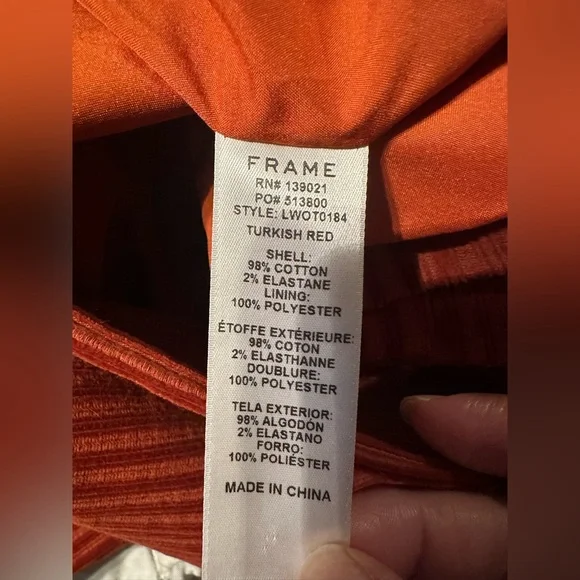 FRAME
RN# 139021
PO# 513800
STYLE: LWOT0184
TURKISH RED
SHELL:
98% COTTON
2% ELASTANE
LINING:
100% POLYESTER
ÉTOFFE EXTÉRIEURE:
98% COTON
2% ELASTHANNE
DOUBLURE:
100% POLYESTER
TELA EXTERIOR:
98% ALGODÓN
2% ELASTANO
FORRO:
100% POLIÉSTER
MADE IN CHINA